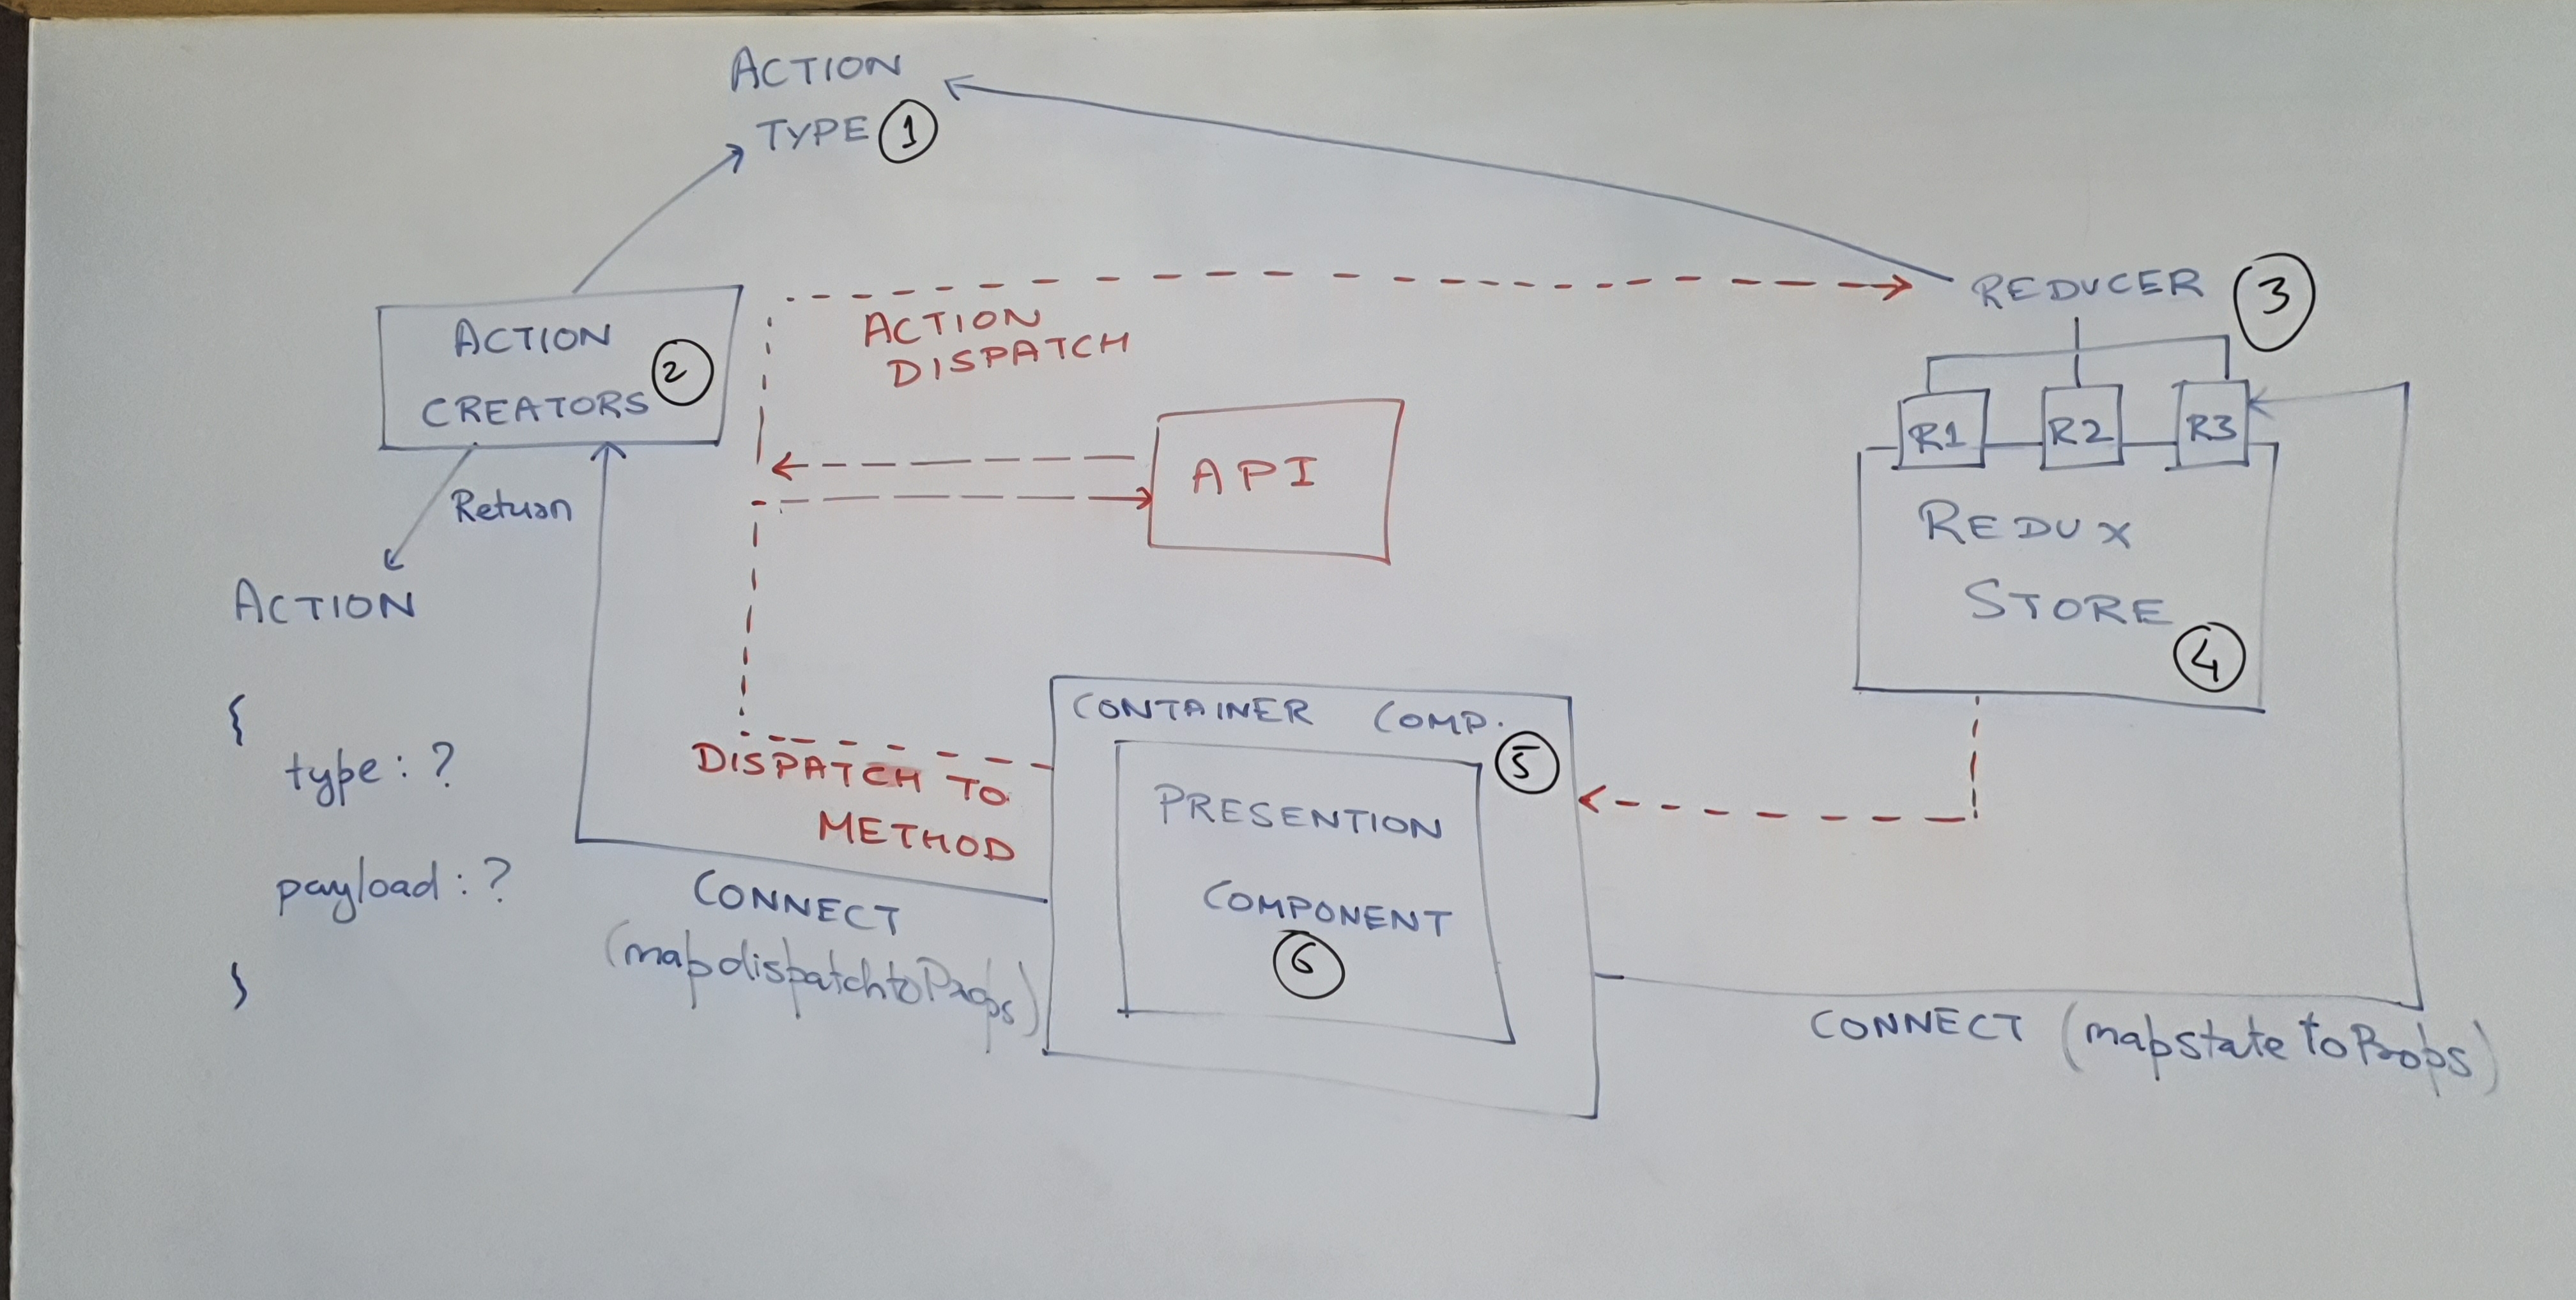 ACTION
TYPE 1
ACTION
CREATORS 2
Return
ACTION
{
type : ?
payload : ?
}
ACTION
DISPATCH
API
REDUCER 3
R1 R2 R3
REDUX
STORE
4
DISPATCH TO
METHOD
CONNECT
(mapdispatchtoProps)
CONTAINER COMP.
5
PRESENTION
COMPONENT
6
CONNECT (mapstatetoProps)